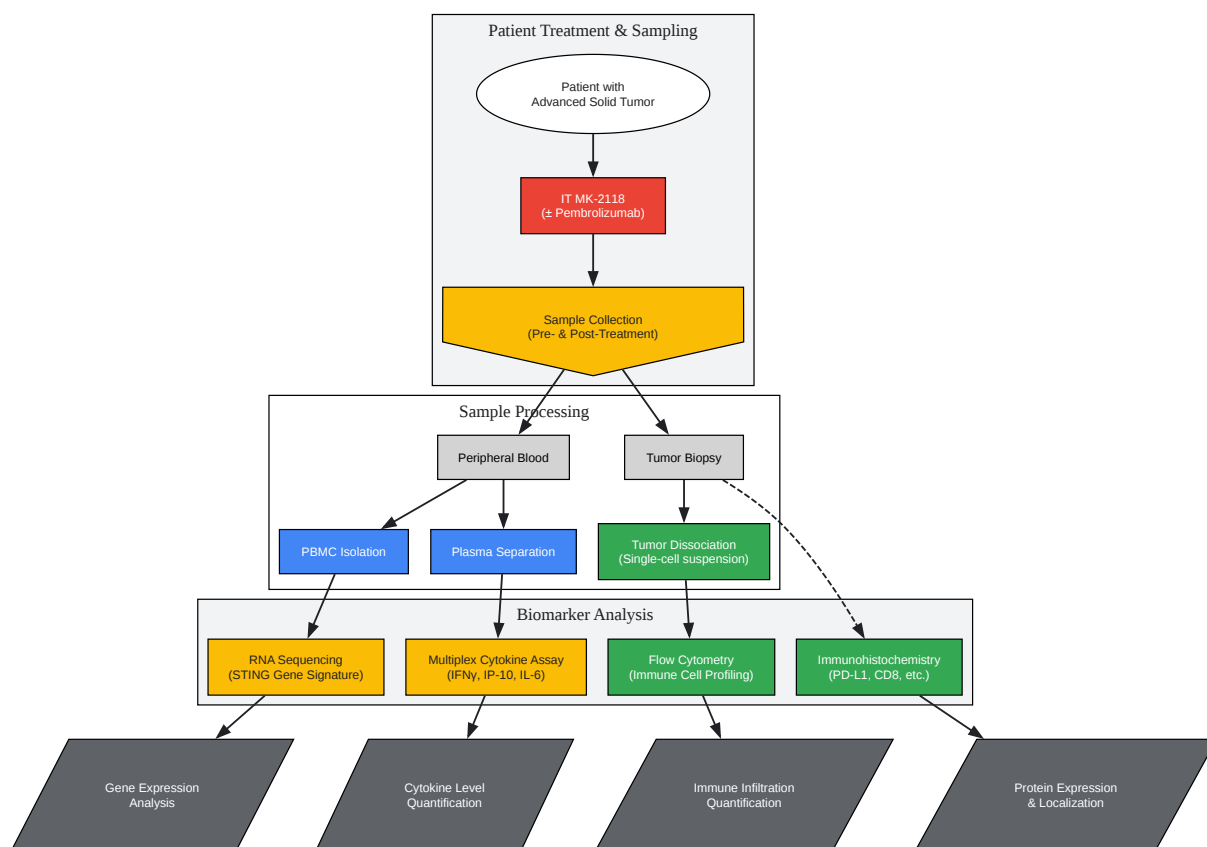 Patient Treatment & Sampling
Patient with
Advanced Solid Tumor
IT MK-2118
(± Pembrolizumab)
Sample Collection
(Pre- & Post-Treatment)
Sample Processing
Peripheral Blood
Tumor Biopsy
PBMC Isolation
Plasma Separation
Tumor Dissociation
(Single-cell suspension)
Biomarker Analysis
RNA Sequencing
(STING Gene Signature)
Multiplex Cytokine Assay
(IFNγ, IP-10, IL-6)
Flow Cytometry
(Immune Cell Profiling)
Immunohistochemistry
(PD-L1, CD8, etc.)
Gene Expression
Analysis
Cytokine Level
Quantification
Immune Infiltration
Quantification
Protein Expression
& Localization